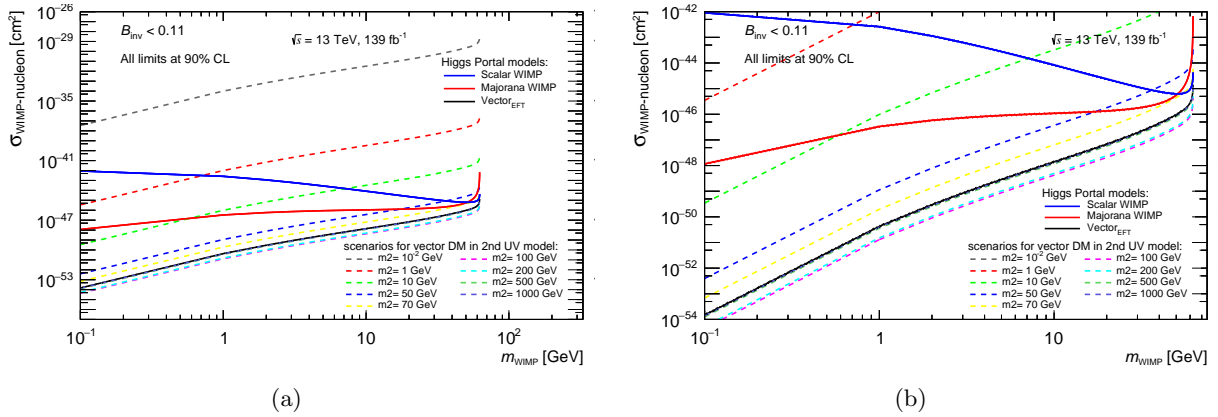 σ_WIMP-nucleon [cm²]
10⁻²⁶
10⁻²⁹
10⁻³⁵
10⁻⁴¹
10⁻⁴⁷
10⁻⁵³
B_inv < 0.11
√s = 13 TeV, 139 fb⁻¹
All limits at 90% CL
Higgs Portal models:
Scalar WIMP
Majorana WIMP
Vector_EFT
scenarios for vector DM in 2nd UV model:
m2= 10⁻² GeV
m2= 100 GeV
m2= 1 GeV
m2= 200 GeV
m2= 10 GeV
m2= 500 GeV
m2= 50 GeV
m2= 1000 GeV
m2= 70 GeV
10⁻¹ 1 10 10²
m_WIMP [GeV]
(a)
σ_WIMP-nucleon [cm²]
10⁻⁴²
10⁻⁴⁴
10⁻⁴⁶
10⁻⁴⁸
10⁻⁵⁰
10⁻⁵²
10⁻⁵⁴
B_inv < 0.11
√s = 13 TeV, 139 fb⁻¹
All limits at 90% CL
Higgs Portal models:
Scalar WIMP
Majorana WIMP
Vector_EFT
scenarios for vector DM in 2nd UV model:
m2= 10⁻² GeV
m2= 100 GeV
m2= 1 GeV
m2= 200 GeV
m2= 10 GeV
m2= 500 GeV
m2= 50 GeV
m2= 1000 GeV
m2= 70 GeV
10⁻¹ 1 10
m_WIMP [GeV]
(b)